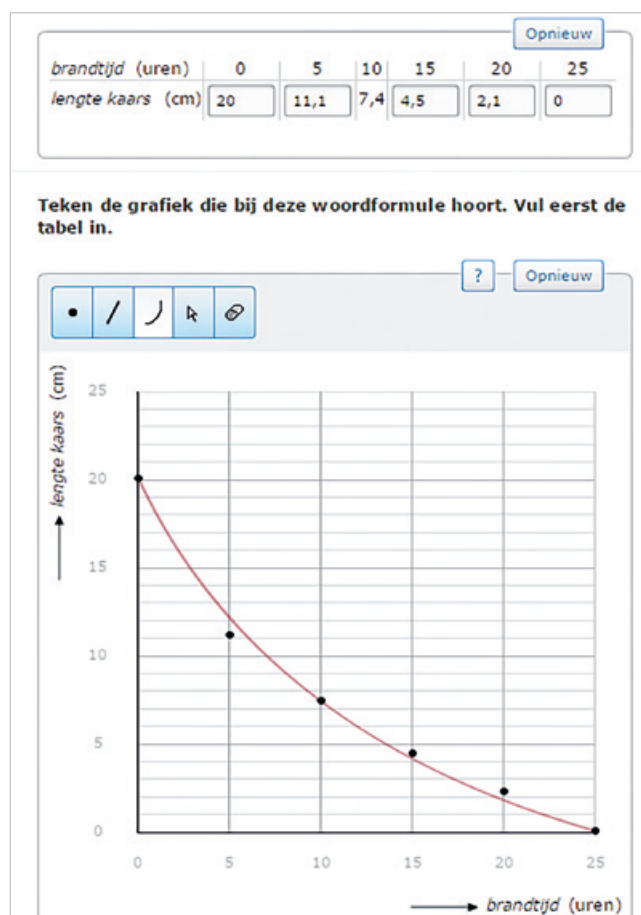 Opnieuw
brandtijd (uren) 0 5 10 15 20 25
lengte kaars (cm) 20 11,1 7,4 4,5 2,1 0
Teken de grafiek die bij deze woordformule hoort. Vul eerst de
tabel in.
? Opnieuw
lengte kaars (cm)
25
20
15
10
5
0
0 5 10 15 20 25
brandtijd (uren)